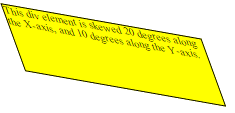 This div element is skewed 20 degrees along
the X-axis, and 10 degrees along the Y-axis.